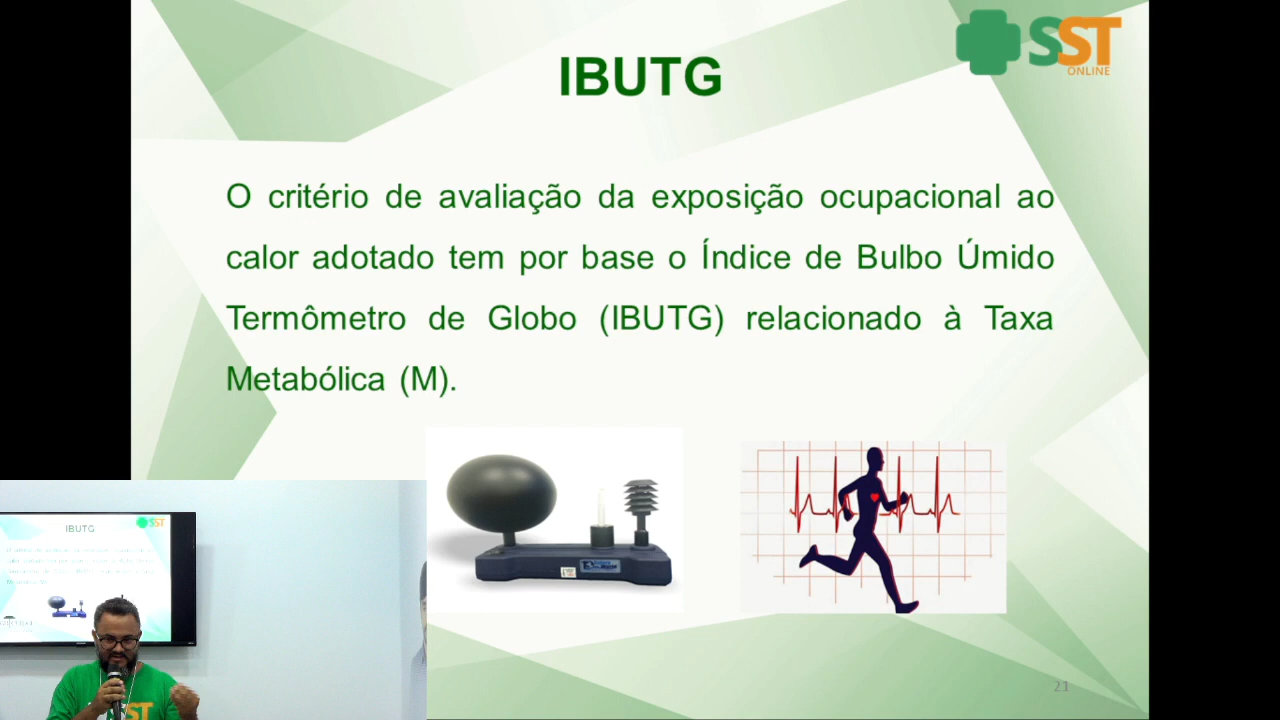 SST
ONLINE
IBUTG
O critério de avaliação da exposição ocupacional ao
calor adotado tem por base o Índice de Bulbo Úmido
Termômetro de Globo (IBUTG) relacionado à Taxa
Metabólica (M).
21
IBUTG
SST
SST